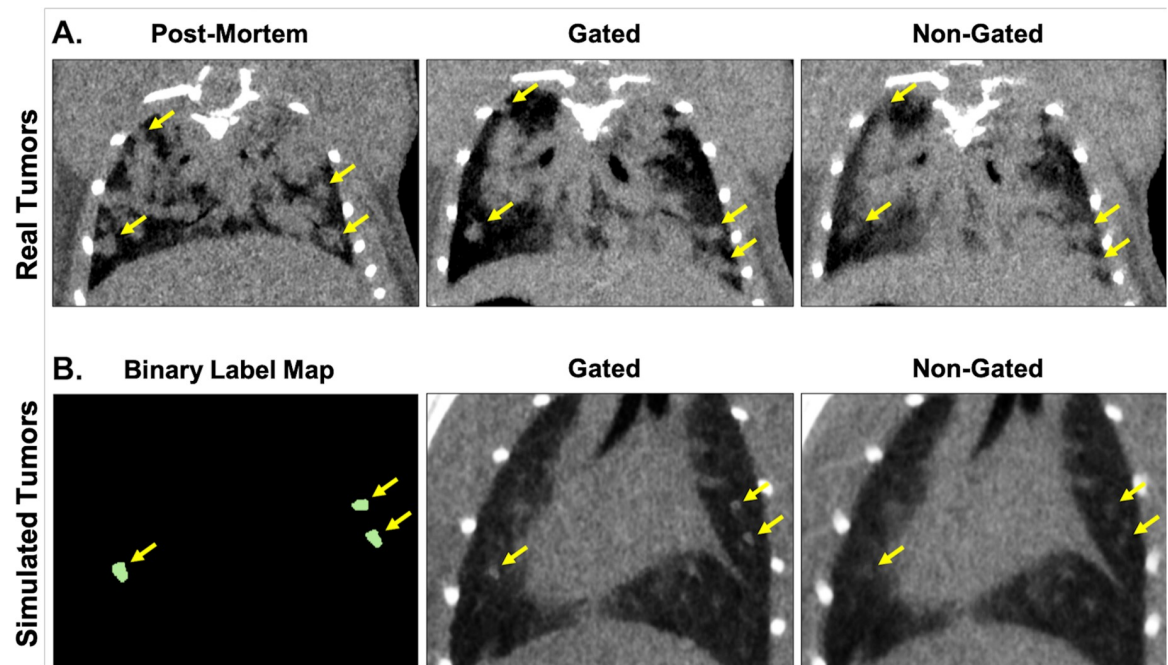 A.
Post-Mortem
Gated
Non-Gated
Real Tumors
B.
Binary Label Map
Gated
Non-Gated
Simulated Tumors